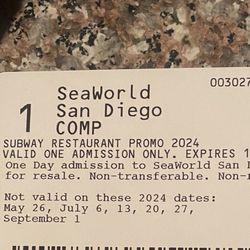 003027
SeaWorld
1 San Diego
COMP
SUBWAY RESTAURANT PROMO 2024
VALID ONE ADMISSION ONLY. EXPIRES 1
One Day admission to SeaWorld San
for resale. Non-transferable. Non-
Not valid on these 2024 dates:
May 26, July 6, 13, 20, 27,
September 1